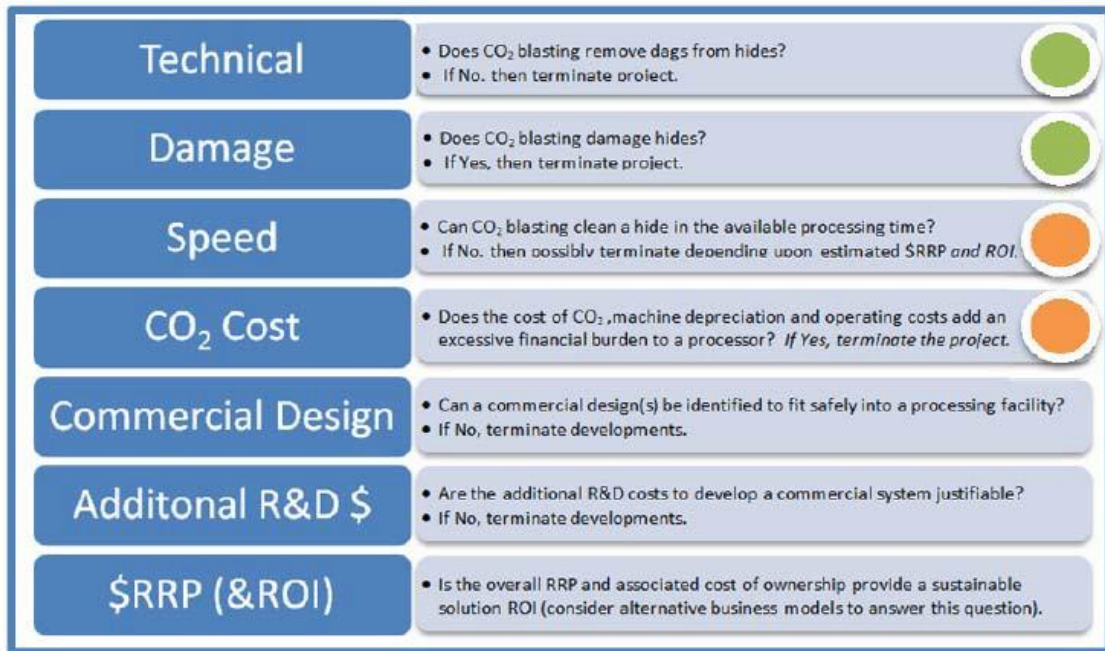 Technical
• Does CO₂ blasting remove dags from hides?
• If No, then terminate project.
Damage
• Does CO₂ blasting damage hides?
• If Yes, then terminate project.
Speed
• Can CO₂ blasting clean a hide in the available processing time?
• If No, then possibly terminate depending upon estimated $RRP and ROI.
CO₂ Cost
• Does the cost of CO₂ ,machine depreciation and operating costs add an
excessive financial burden to a processor? If Yes, terminate the project.
Commercial Design
• Can a commercial design(s) be identified to fit safely into a processing facility?
• If No, terminate developments.
Additonal R&D $
• Are the additional R&D costs to develop a commercial system justifiable?
• If No, terminate developments.
$RRP (&ROI)
• Is the overall RRP and associated cost of ownership provide a sustainable
solution ROI (consider alternative business models to answer this question).